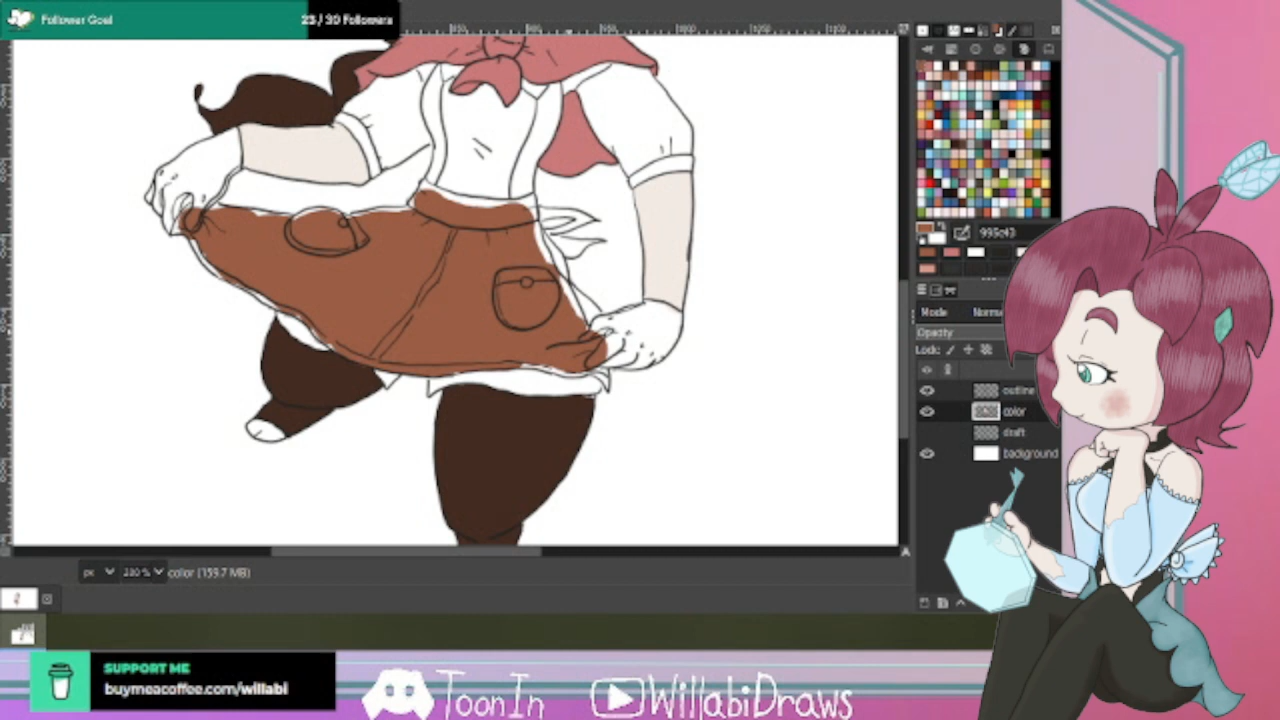 Follower Goal
23 / 30 Followers
995c43
Mode
Opacity
Lock:
outline
color
draft
background
px
200 %
color (159.7 MB)
SUPPORT ME
buymeacoffee.com/willabi
ToonIn
WillabiDraws